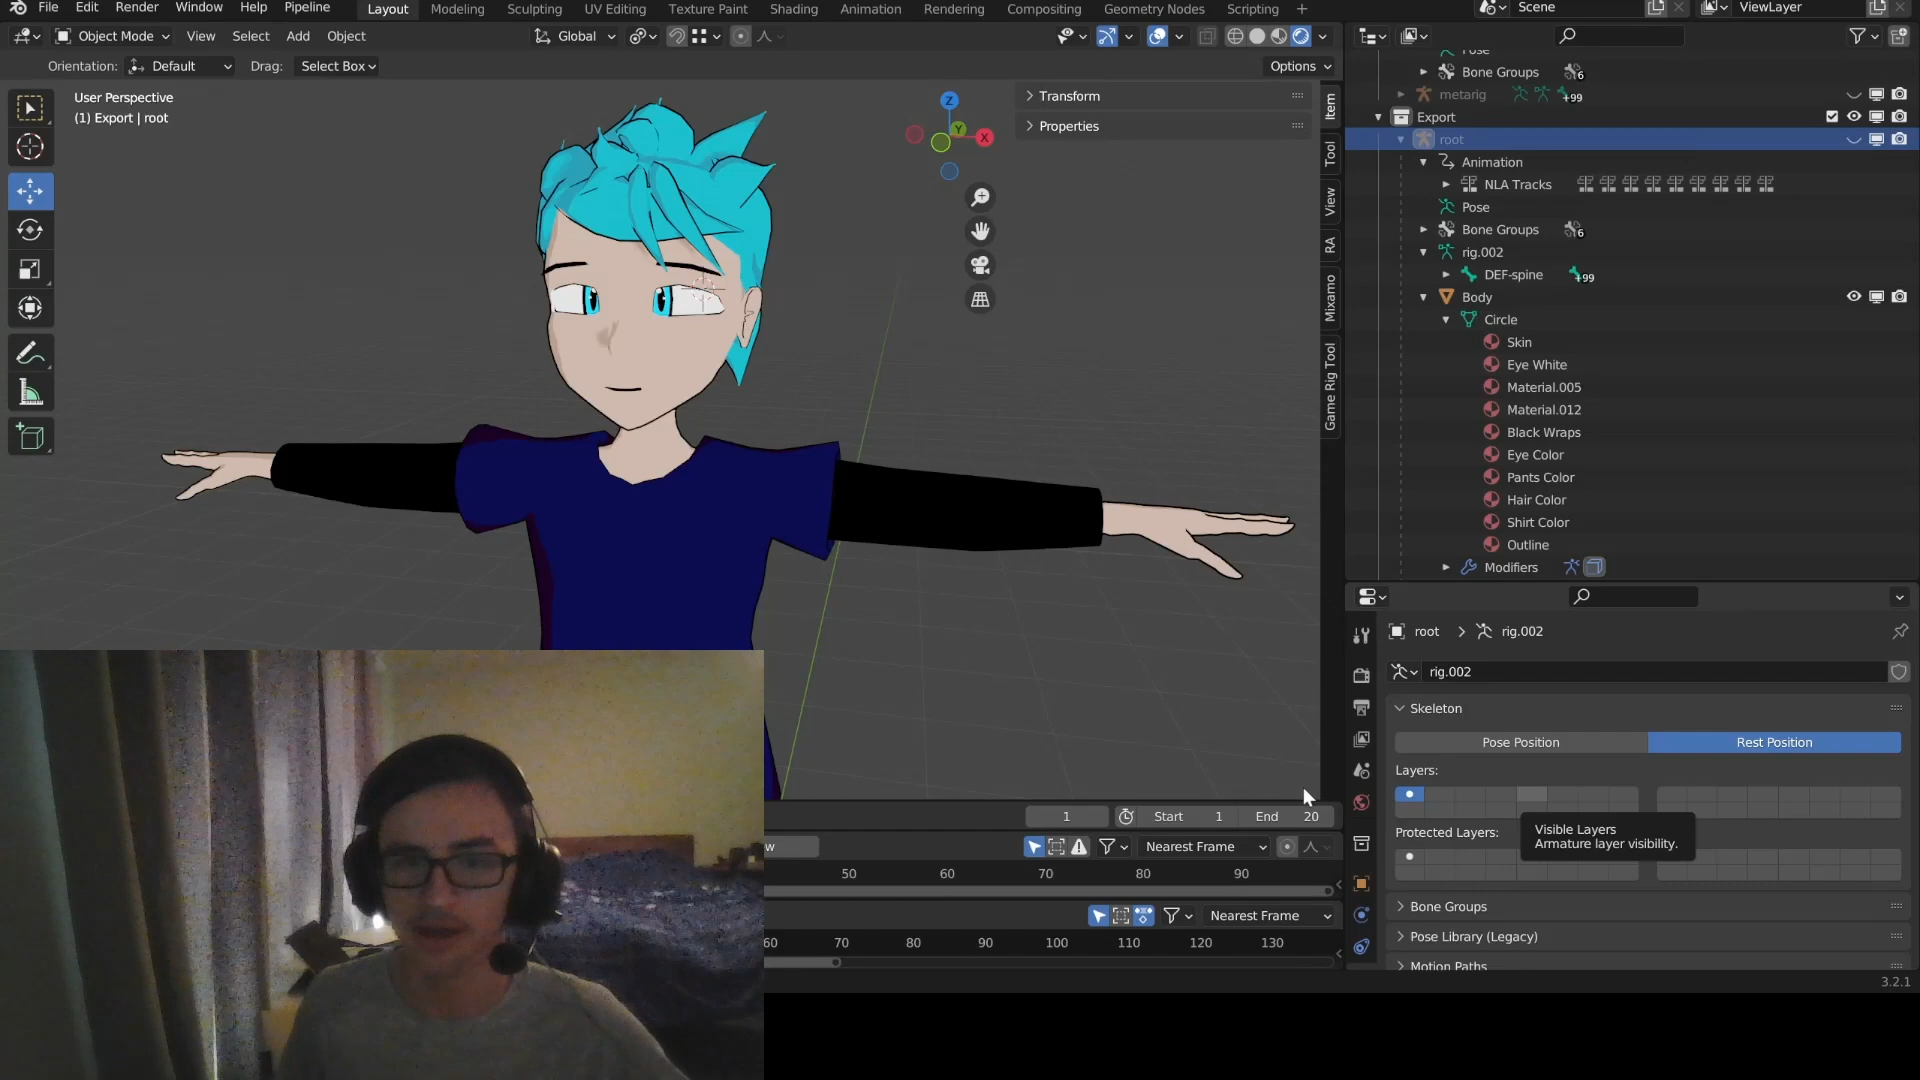 File Edit Render Window Help Pipeline Layout Modeling Sculpting UV Editing Texture Paint Shading Animation Rendering Compositing Geometry Nodes Scripting + Scene ViewLayer
Object Mode View Select Add Object Global
Orientation: Default Drag: Select Box Options
User Perspective
(1) Export | root
Z
Y
X
Transform
Properties
Item
Tool
View
RA
Mixamo
Game Rig Tool
Pose
Bone Groups 6
metarig +99
Export
root
Animation
NLA Tracks
Pose
Bone Groups 6
rig.002
DEF-spine +99
Body
Circle
Skin
Eye White
Material.005
Material.012
Black Wraps
Eye Color
Pants Color
Hair Color
Shirt Color
Outline
Modifiers
root rig.002
rig.002
Skeleton
Pose Position Rest Position
Layers:
Protected Layers:
Visible Layers
Armature layer visibility.
Bone Groups
Pose Library (Legacy)
Motion Paths
1 Start 1 End 20
w Nearest Frame
50 60 70 80 90
Nearest Frame
60 70 80 90 100 110 120 130
3.2.1